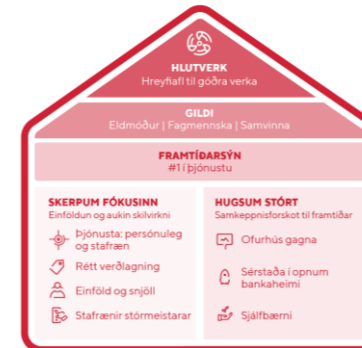 HLUTVERK
Hreyfiafl til góðra verka
GILDI
Eldmóður | Fagmennska | Samvinna
FRAMTÍÐARSÝN
#1 í þjónustu
SKERPUM FÓKUSINN
Einföldun og aukin skilvirkni
Þjónusta: persónuleg
og stafræn
Rétt verðlagning
Einföld og snjöll
Stafrænir stórmeistarar
HUGSUM STÓRT
Samkeppnisforskot til framtíðar
Ofurhús gagna
Sérstaða í opnum
bankaheimi
Sjálfbærni